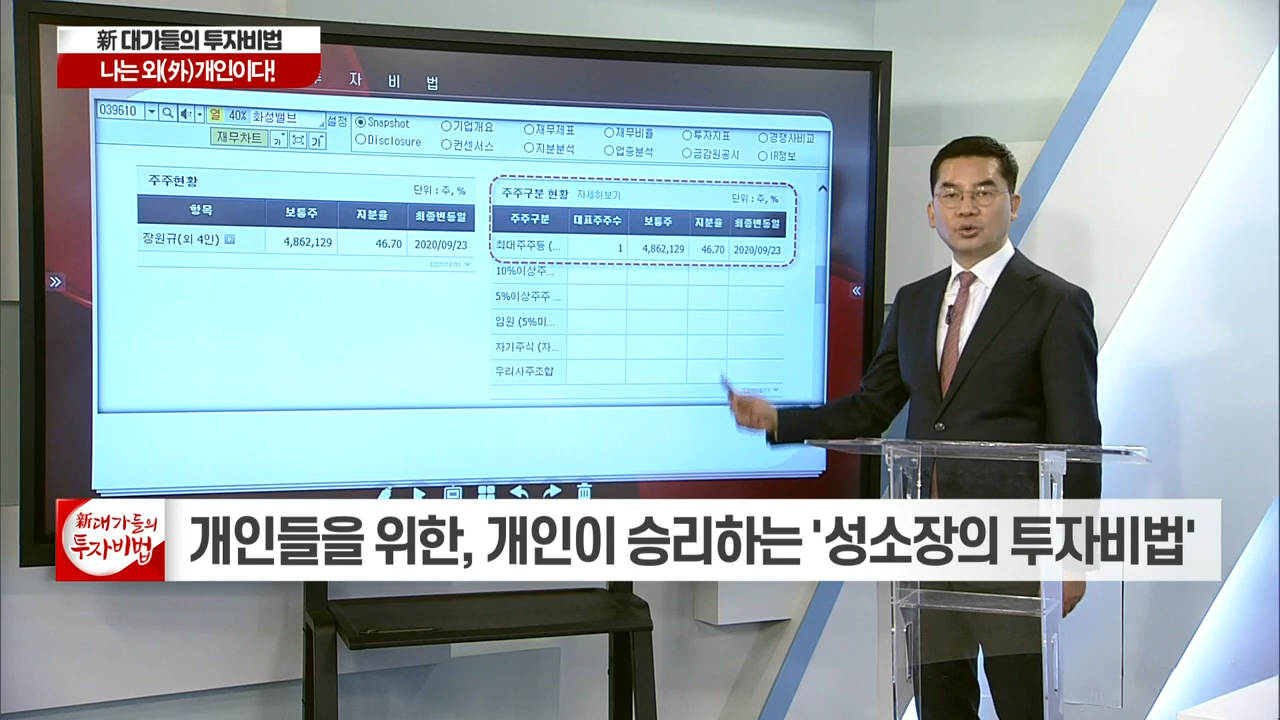 新 대가들의 투자비법
나는 외(外)개인이다!
투 자 비 법
039610 열 40% 화성밸브 설정
Snapshot 기업개요 재무제표 재무비율 투자지표 경쟁사비교
재무차트 가 가 Disclosure 컨센서스 지분분석 업종분석 금감원공시 IR정보
주주현황 단위 : 주, %
항목 보통주 지분율 최종변동일
장원규(외 4인) 4,862,129 46.70 2020/09/23
comment
주주구분 현황 자세히보기 단위 : 주, %
주주구분 대표주주수 보통주 지분율 최종변동일
최대주주등 (... 1 4,862,129 46.70 2020/09/23
10%이상주...
5%이상주주 ...
임원 (5%미...
자기주식 (자...
우리사주조합
comment
新대가들의
투자비법
개인들을 위한, 개인이 승리하는 '성소장의 투자비법'